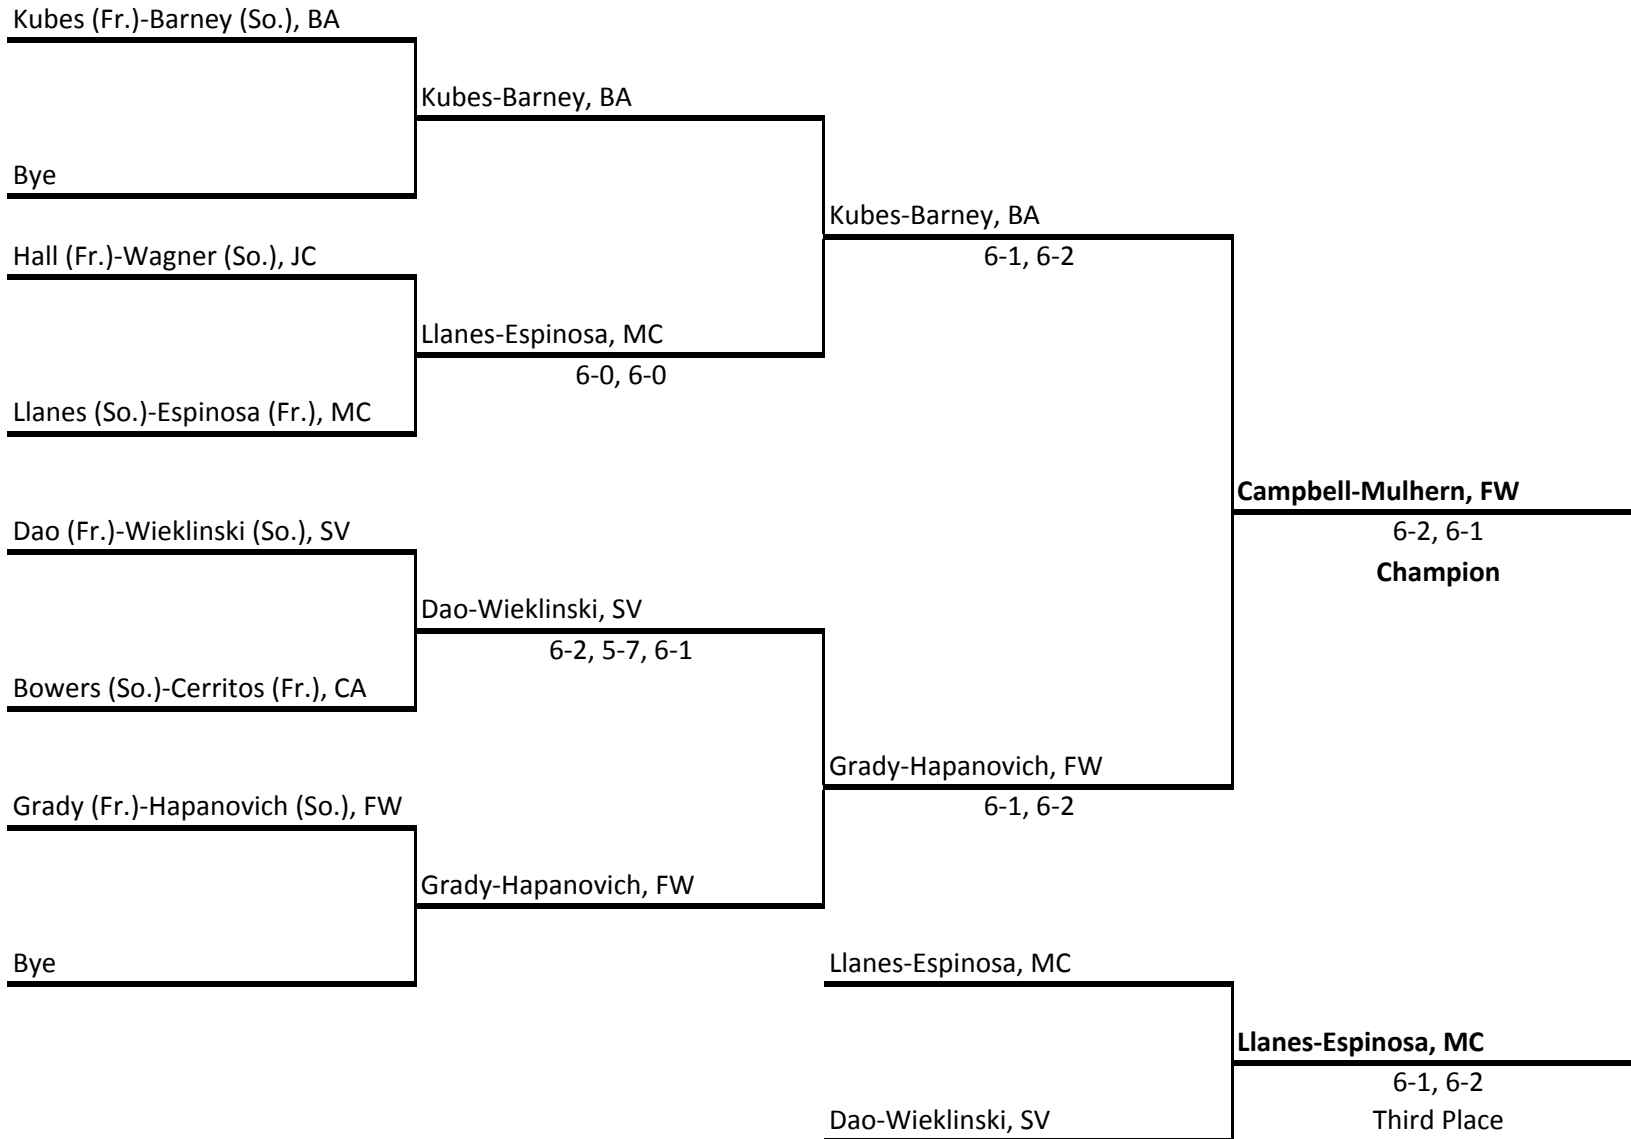 Kubes (Fr.)-Barney (So.), BA
Kubes-Barney, BA
Bye
Kubes-Barney, BA
6-1, 6-2
Hall (Fr.)-Wagner (So.), JC
Llanes-Espinosa, MC
6-0, 6-0
Llanes (So.)-Espinosa (Fr.), MC
Campbell-Mulhern, FW
6-2, 6-1
Champion
Dao (Fr.)-Wieklinski (So.), SV
Dao-Wieklinski, SV
6-2, 5-7, 6-1
Bowers (So.)-Cerritos (Fr.), CA
Grady-Hapanovich, FW
6-1, 6-2
Grady (Fr.)-Hapanovich (So.), FW
Grady-Hapanovich, FW
Bye
Llanes-Espinosa, MC
Llanes-Espinosa, MC
6-1, 6-2
Third Place
Dao-Wieklinski, SV